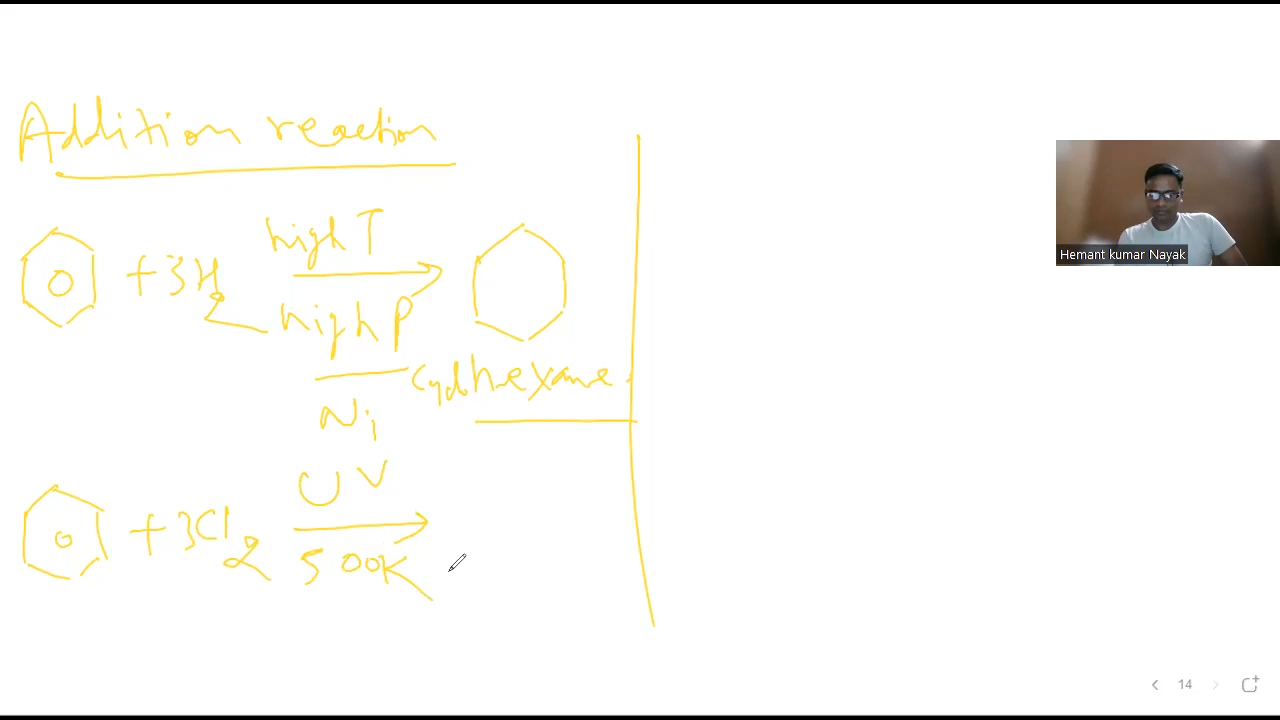 Addition reaction
+3H2 high T
high P
Ni
Cyclohexane
+3Cl2 UV
500K
Hemant kumar Nayak
14